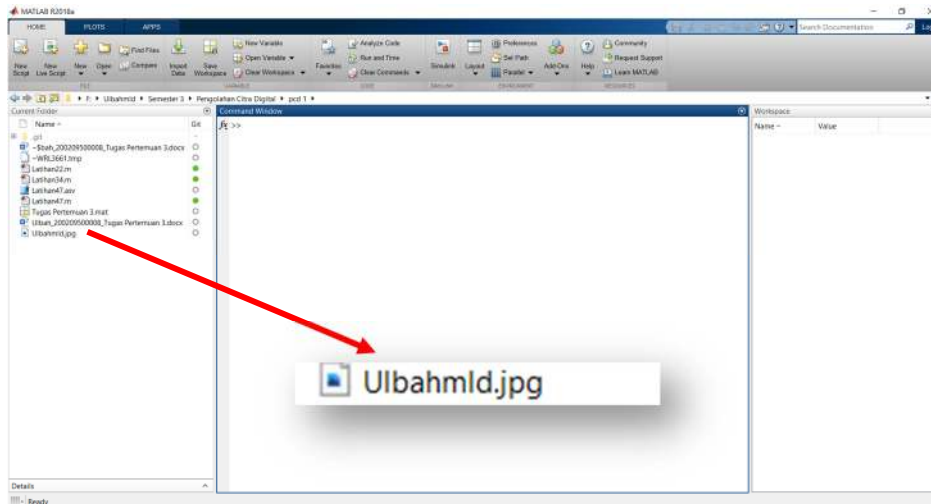 MATLAB R2018a
HOME PLOTS APPS
Search Documentation
New Script
New Live Script
New
Open
Find Files
Compare
Import Data
Save Workspace
New Variable
Open Variable
Clear Workspace
Favorites
Analyze Code
Run and Time
Clear Commands
Simulink
Layout
Preferences
Set Path
Parallel
Add-Ons
Help
Community
Request Support
Learn MATLAB
FILE VARIABLE CODE SIMULINK ENVIRONMENT RESOURCES
Ulbahmld Semester 3 Pengolahan Citra Digital pcd 1
Current Folder
Name
Git
.git
~$bah_200209500008_Tugas Pertemuan 3.docx
~WRL3661.tmp
Latihan22.m
Latihan34.m
Latihan47.asv
Latihan47.m
Tugas Pertemuan 3.mat
Ulbah_200209500008_Tugas Pertemuan 3.docx
Ulbahmld.jpg
Command Window
fx >>
Workspace
Name Value
Ulbahmld.jpg
Details
Ready